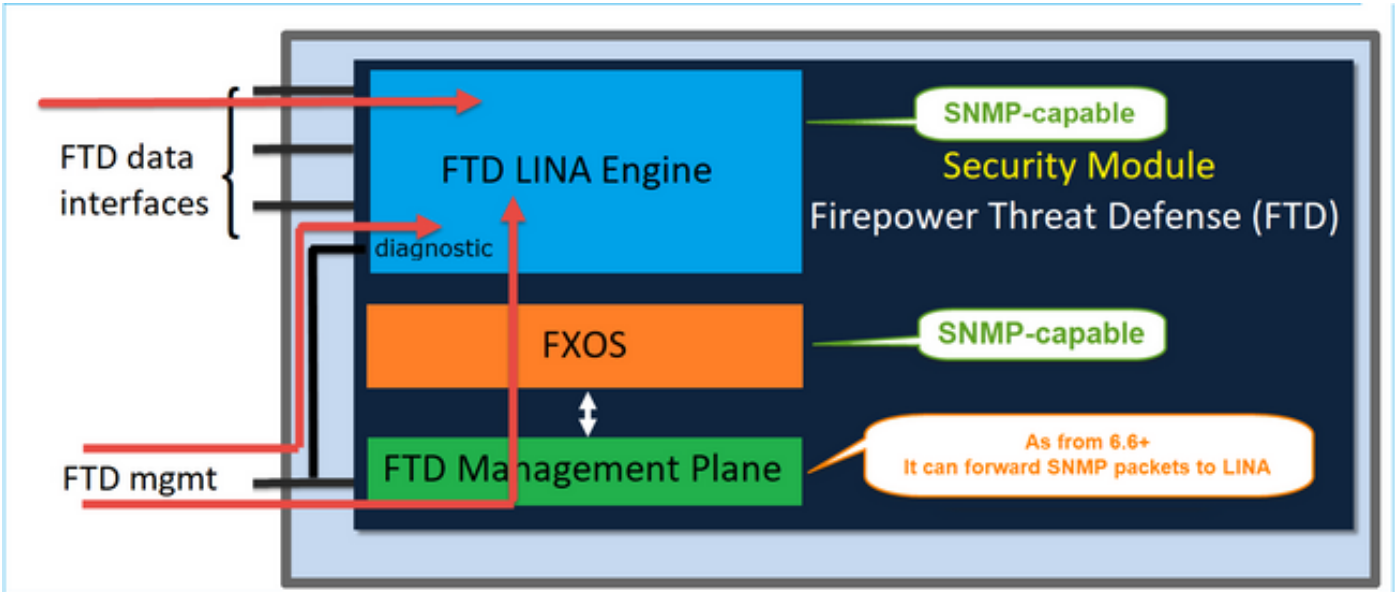 FTD data
interfaces
FTD LINA Engine
diagnostic
SNMP-capable
Security Module
Firepower Threat Defense (FTD)
FXOS
SNMP-capable
FTD mgmt
FTD Management Plane
As from 6.6+
It can forward SNMP packets to LINA